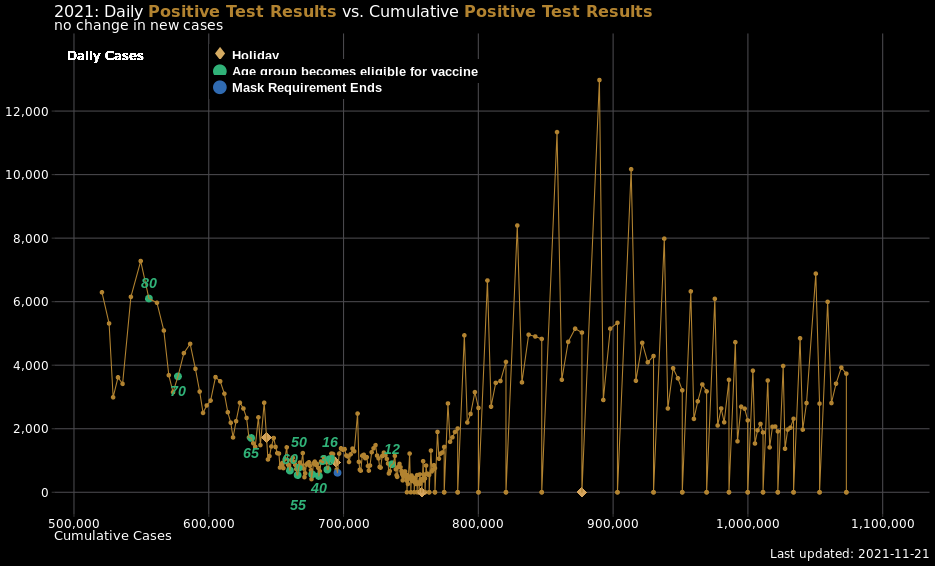 2021: Daily Positive Test Results vs. Cumulative Positive Test Results
no change in new cases
Daily Cases
Holiday
Age group becomes eligible for vaccine
Mask Requirement Ends
12,000
10,000
8,000
6,000
4,000
2,000
0
80
70
65
60
50
55
40
16
12
500,000 600,000 700,000 800,000 900,000 1,000,000 1,100,000
Cumulative Cases
Last updated: 2021-11-21